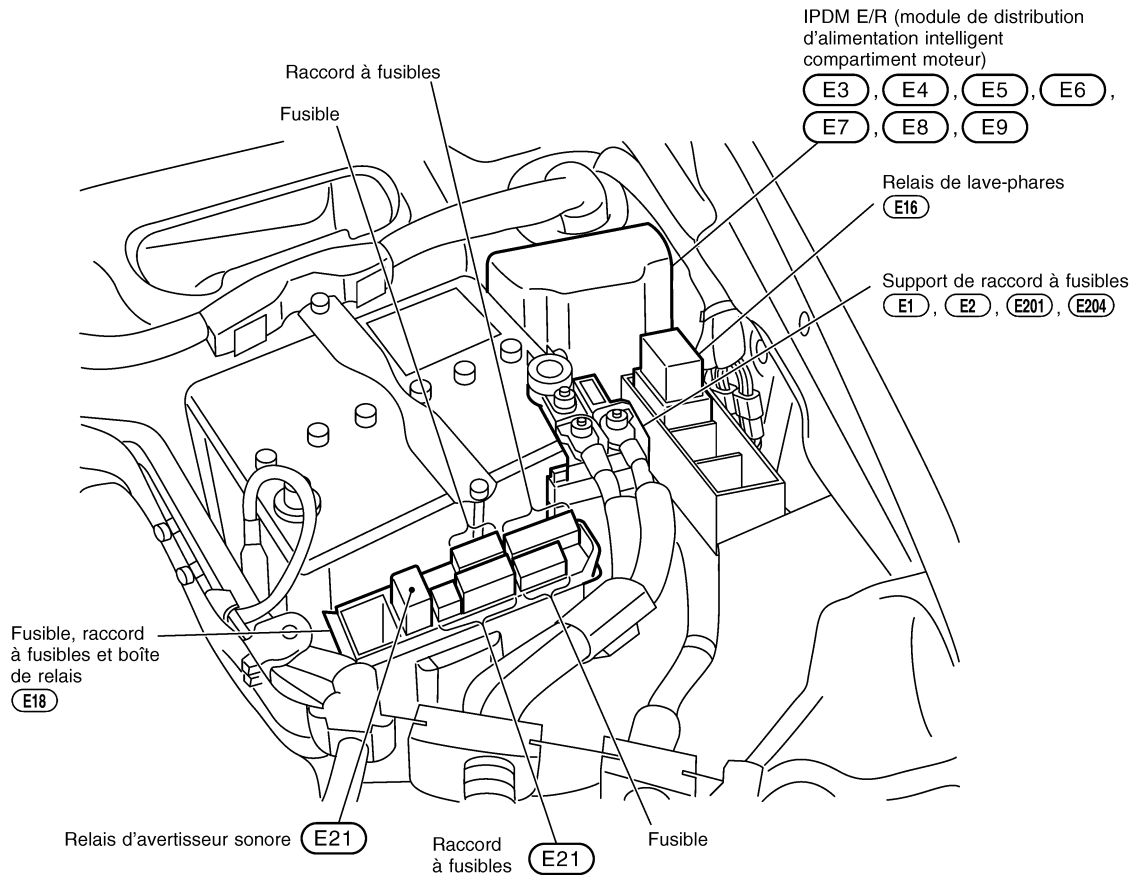 IPDM E/R (module de distribution
d'alimentation intelligent
compartiment moteur)
E3 , E4 , E5 , E6 ,
E7 , E8 , E9
Raccord à fusibles
Fusible
Relais de lave-phares
E16
Support de raccord à fusibles
E1 , E2 , E201 , E204
Fusible, raccord
à fusibles et boîte
de relais
E18
Relais d'avertisseur sonore E21
Raccord
à fusibles E21
Fusible